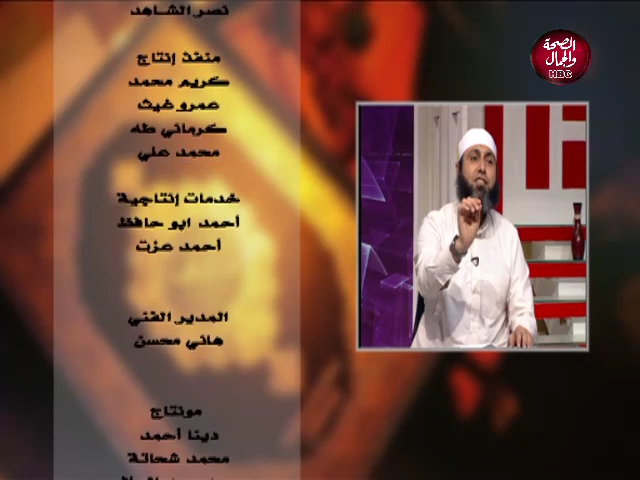 نصر الشاهد
منفذ إنتاج
كريم محمد
عمرو غيث
كرماني طه
محمد علي
خدمات إنتاجية
أحمد ابو حافظ
أحمد عزت
المدير الفني
هاني محسن
مونتاج
دينا أحمد
محمد شحاتة
الصحة
والجمال
HBC